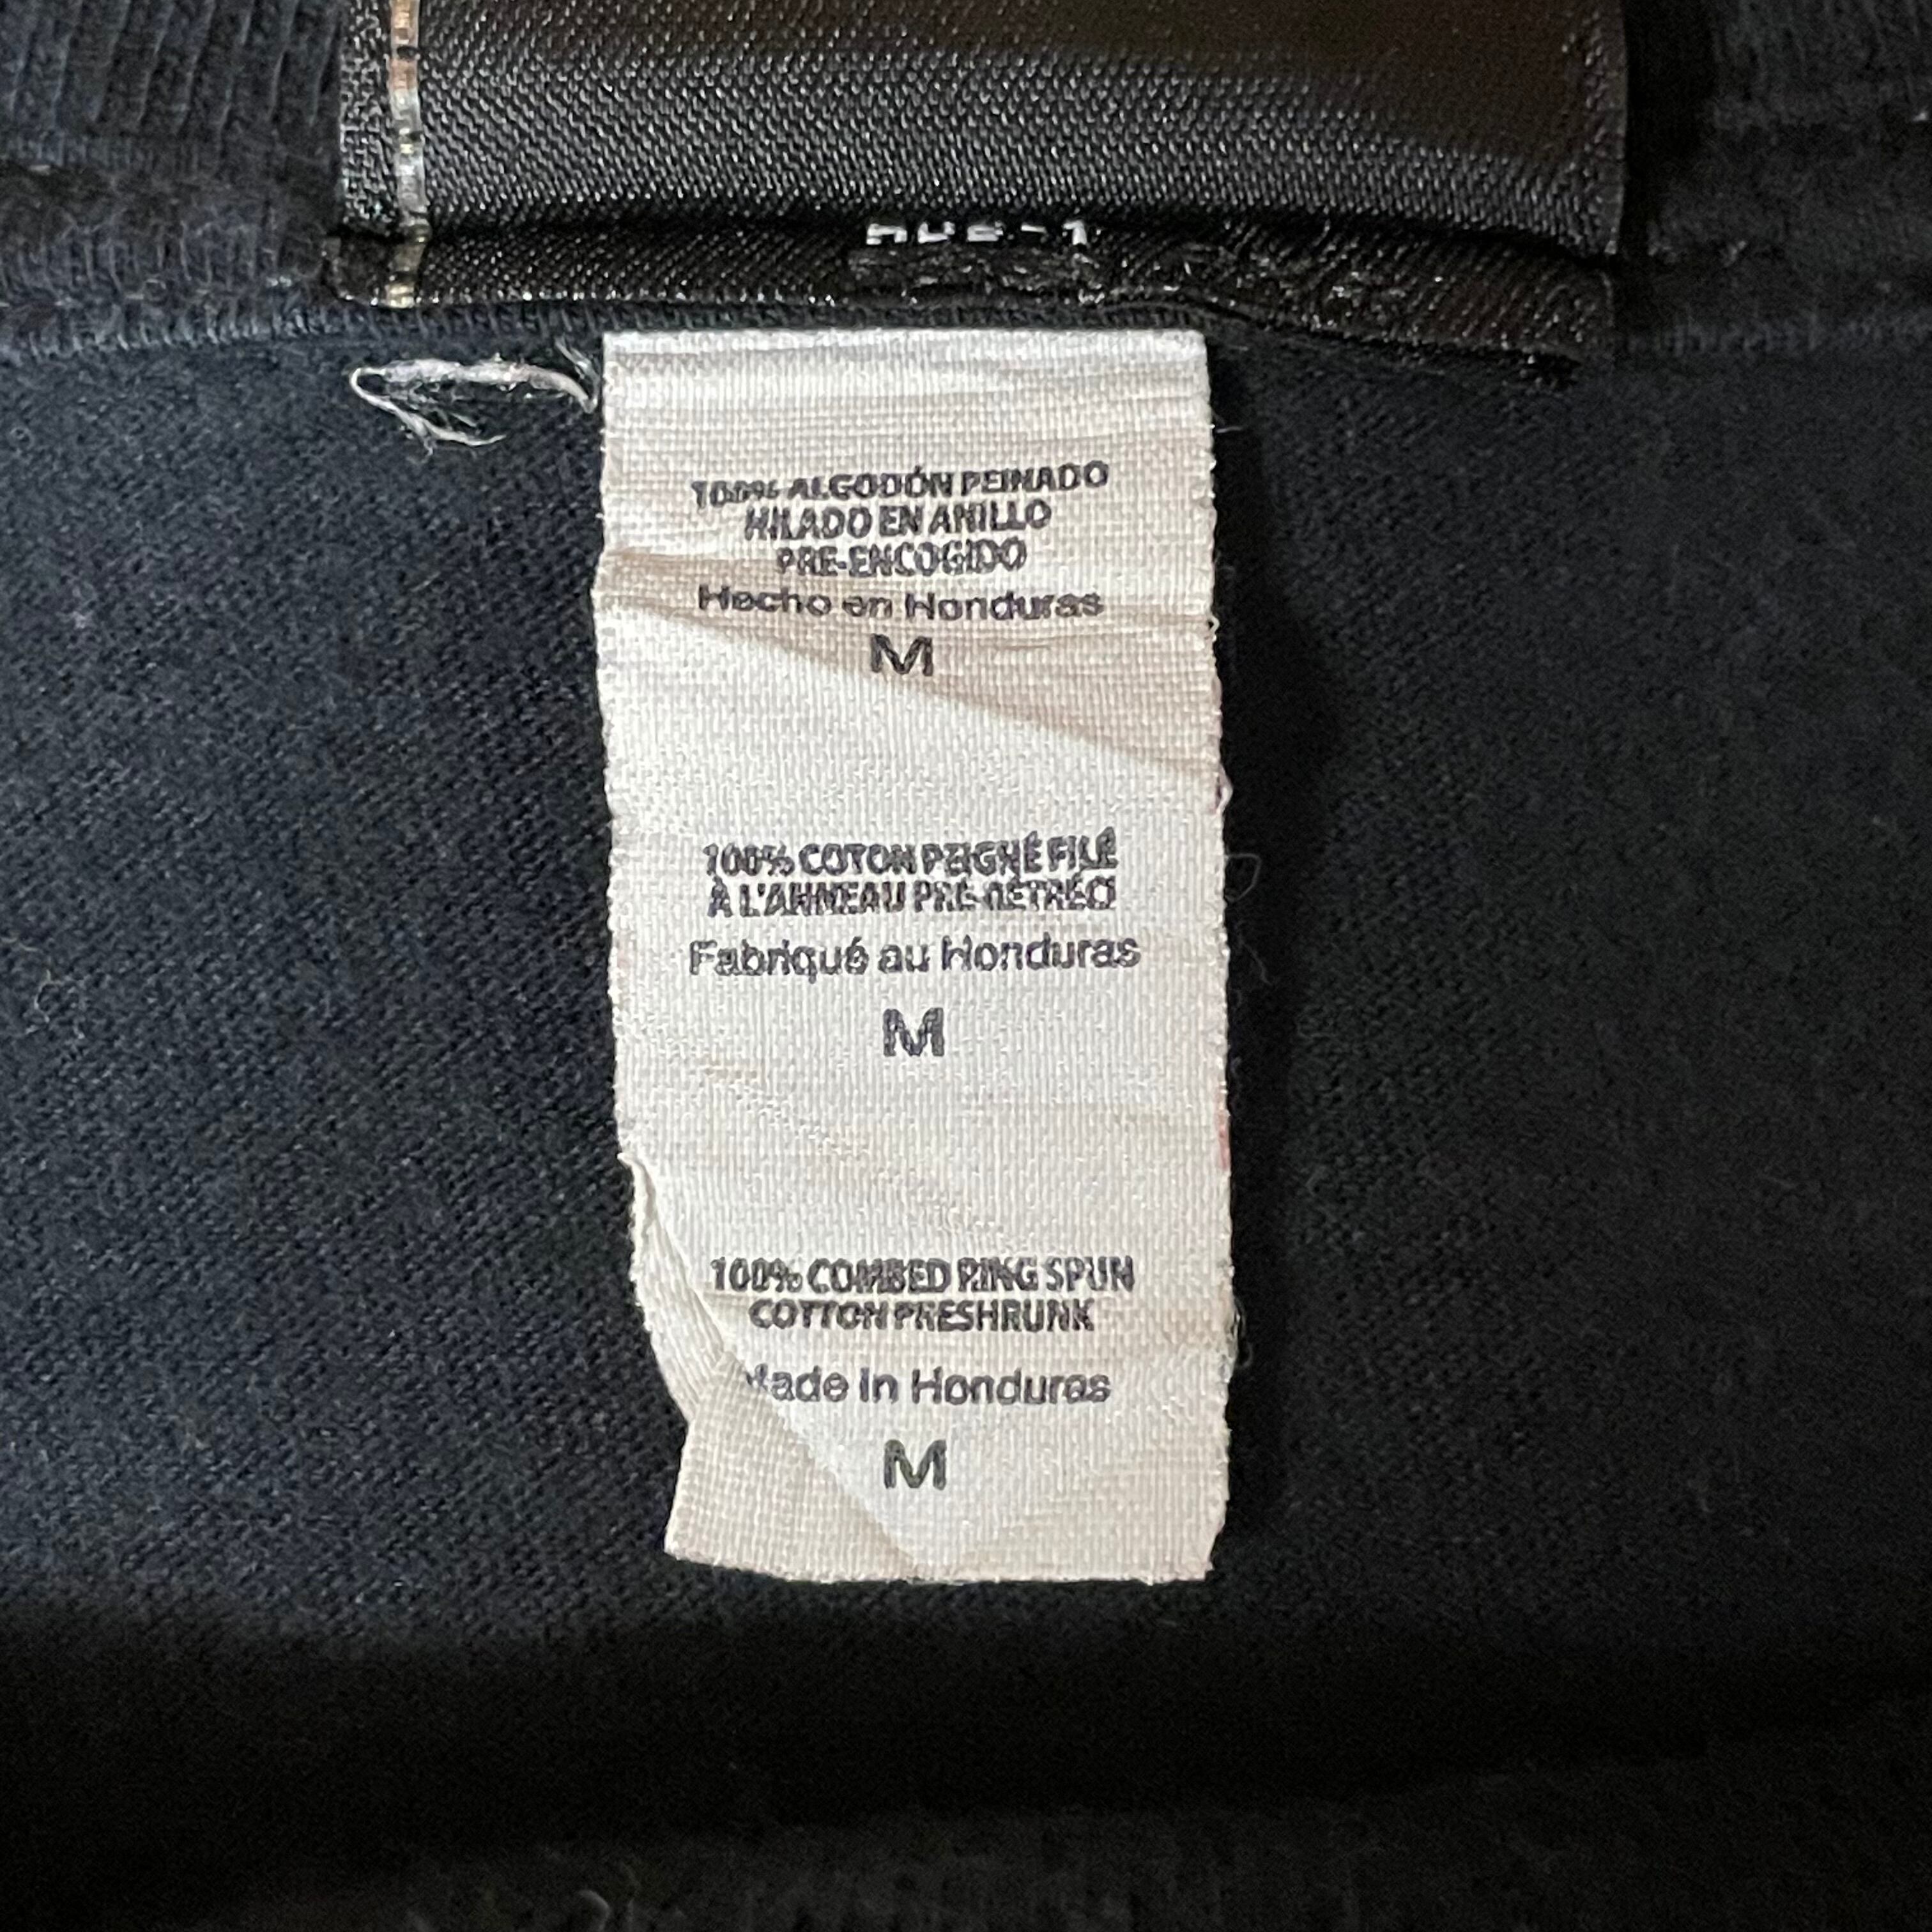 100% ALGODÓN PEINADO
HILADO EN ANILLO
PRE-ENCOGIDO
Hecho en Honduras
M
100% COTON PEIGNÉ FILÉ
À L'ANNEAU PRÉ-RÉTRÉCI
Fabriqué au Honduras
M
100% COMBED RING SPUN
COTTON PRESHRUNK
Made in Honduras
M